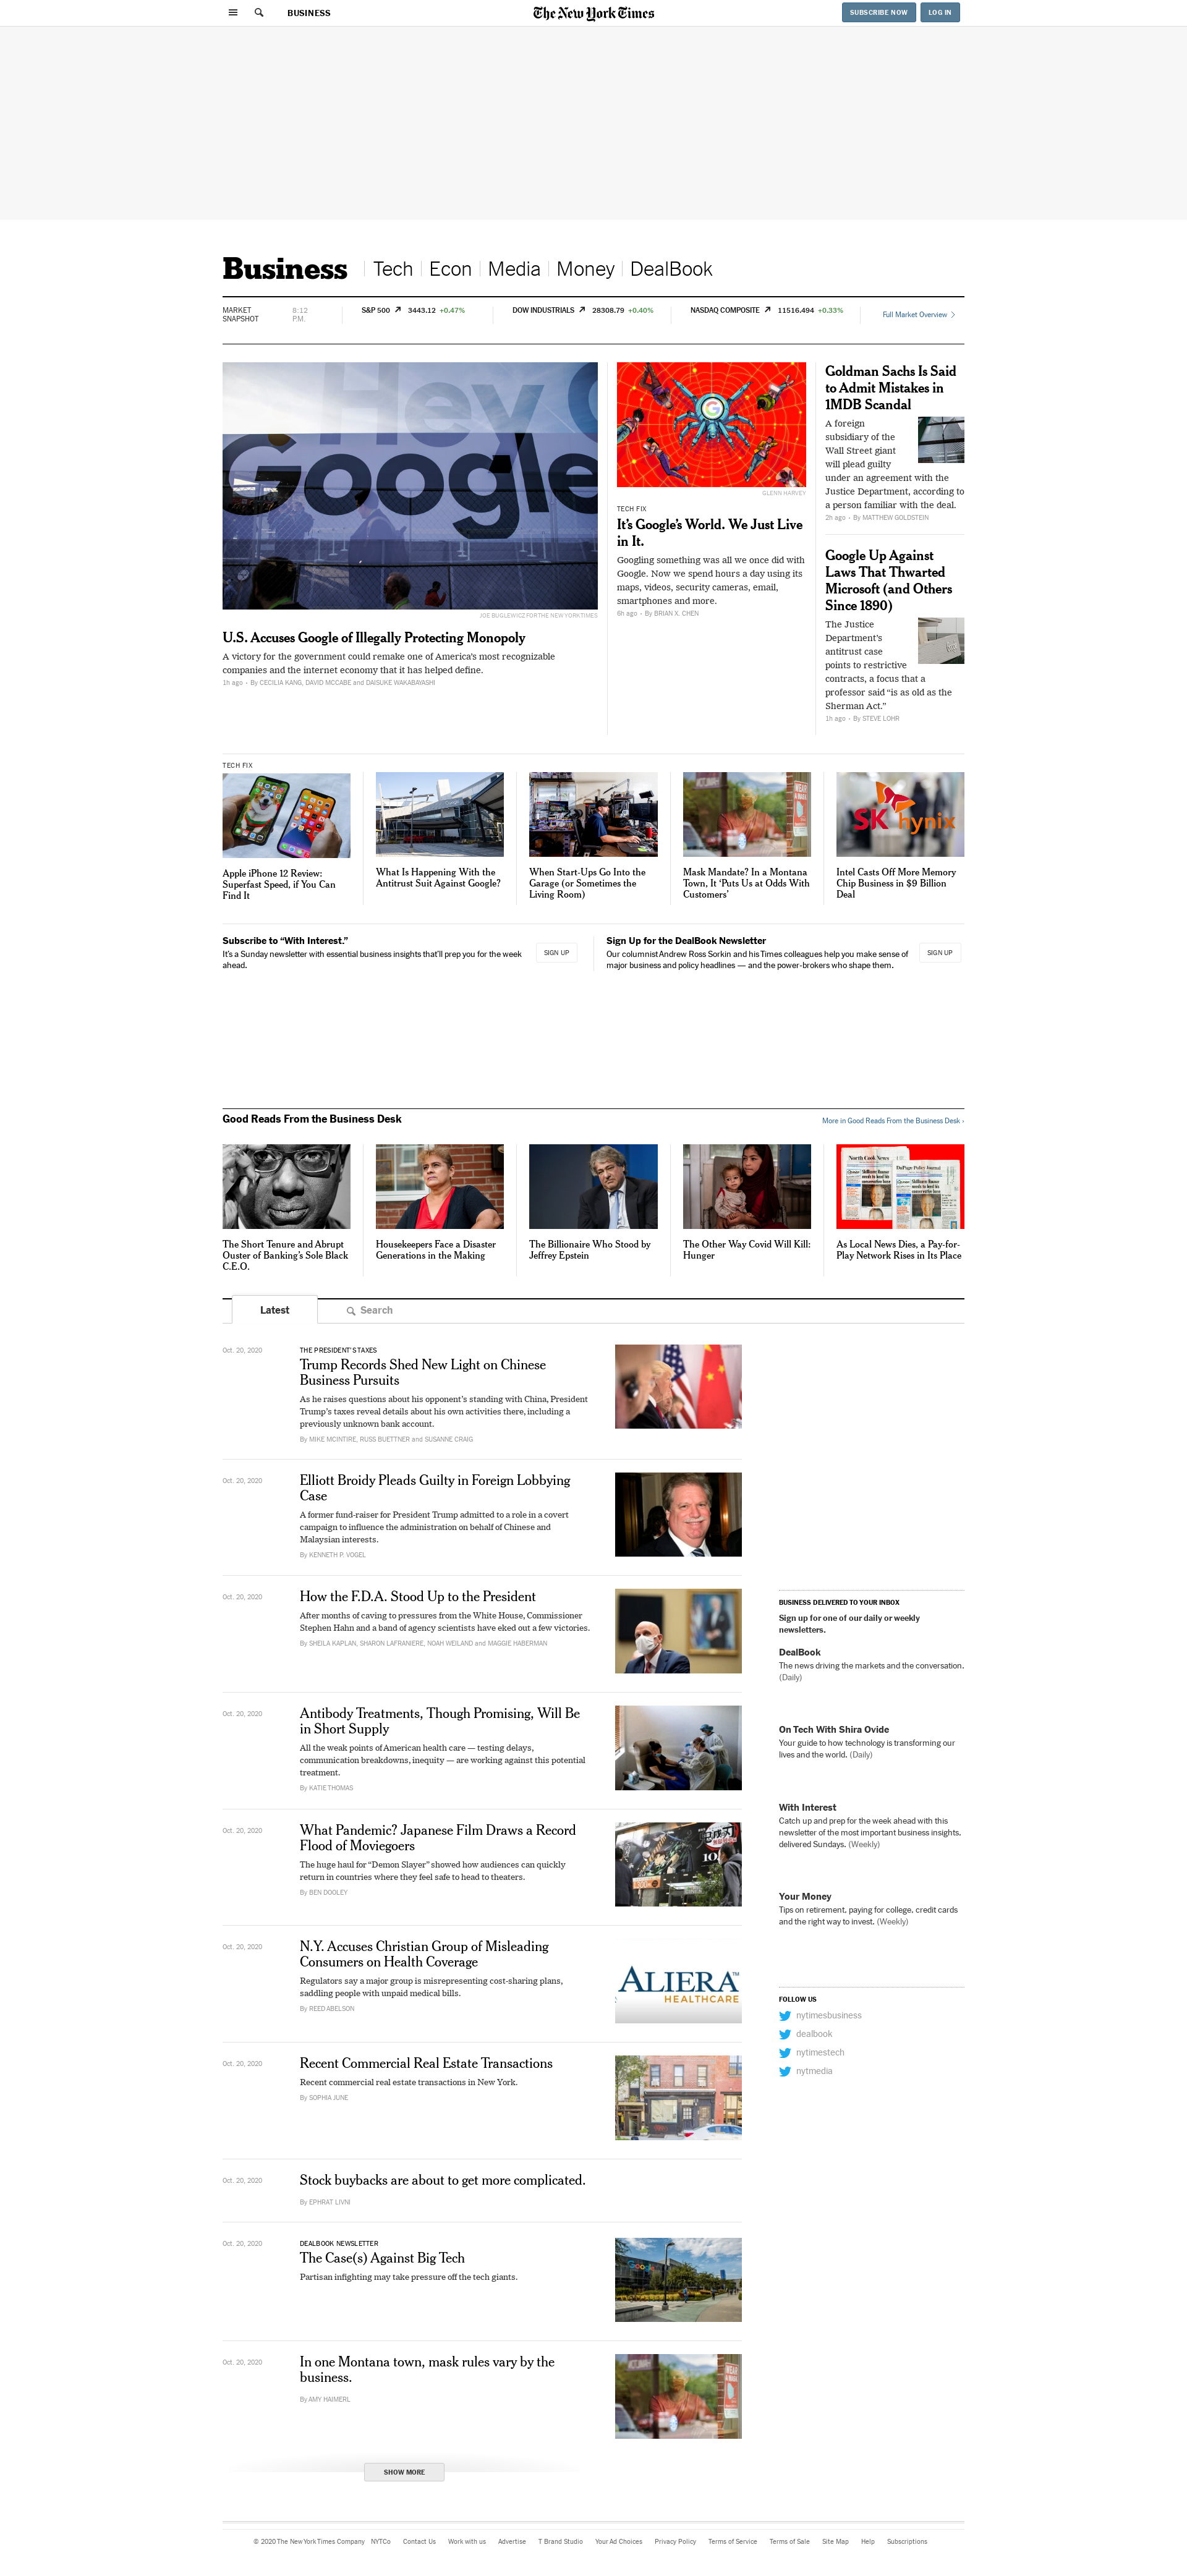 BUSINESS
The New York Times
SUBSCRIBE NOW
LOG IN
Business
Tech
Econ
Media
Money
DealBook
MARKET
SNAPSHOT
8:12
P.M.
S&P 500 3443.12 +0.47%
DOW INDUSTRIALS 28308.79 +0.40%
NASDAQ COMPOSITE 11516.494 +0.33%
Full Market Overview
Hey
Google
JOE BUGLEWICZ FOR THE NEW YORK TIMES
U.S. Accuses Google of Illegally Protecting Monopoly
A victory for the government could remake one of America's most recognizable
companies and the internet economy that it has helped define.
1h ago • By CECILIA KANG, DAVID MCCABE and DAISUKE WAKABAYASHI
G
GLENN HARVEY
TECH FIX
It's Google's World. We Just Live
in It.
Googling something was all we once did with
Google. Now we spend hours a day using its
maps, videos, security cameras, email,
smartphones and more.
6h ago • By BRIAN X. CHEN
Goldman Sachs Is Said
to Admit Mistakes in
1MDB Scandal
A foreign
subsidiary of the
Wall Street giant
will plead guilty
under an agreement with the
Justice Department, according to
a person familiar with the deal.
2h ago • By MATTHEW GOLDSTEIN
Google Up Against
Laws That Thwarted
Microsoft (and Others
Since 1890)
The Justice
Department's
antitrust case
points to restrictive
contracts, a focus that a
professor said “is as old as the
Sherman Act.”
1h ago • By STEVE LOHR
TECH FIX
Apple iPhone 12 Review:
Superfast Speed, if You Can
Find It
What Is Happening With the
Antitrust Suit Against Google?
When Start-Ups Go Into the
Garage (or Sometimes the
Living Room)
Mask Mandate? In a Montana
Town, It ‘Puts Us at Odds With
Customers’
SK hynix
Intel Casts Off More Memory
Chip Business in $9 Billion
Deal
Subscribe to “With Interest.”
It's a Sunday newsletter with essential business insights that'll prep you for the week
ahead.
SIGN UP
Sign Up for the DealBook Newsletter
Our columnist Andrew Ross Sorkin and his Times colleagues help you make sense of
major business and policy headlines — and the power-brokers who shape them.
SIGN UP
Good Reads From the Business Desk
More in Good Reads From the Business Desk ›
The Short Tenure and Abrupt
Ouster of Banking's Sole Black
C.E.O.
Housekeepers Face a Disaster
Generations in the Making
The Billionaire Who Stood by
Jeffrey Epstein
The Other Way Covid Will Kill:
Hunger
North Cook News
DuPage Policy Journal
As Local News Dies, a Pay-for-
Play Network Rises in Its Place
Latest
Search
Oct. 20, 2020
THE PRESIDENT'S TAXES
Trump Records Shed New Light on Chinese
Business Pursuits
As he raises questions about his opponent's standing with China, President
Trump's taxes reveal details about his own activities there, including a
previously unknown bank account.
By MIKE MCINTIRE, RUSS BUETTNER and SUSANNE CRAIG
Oct. 20, 2020
Elliott Broidy Pleads Guilty in Foreign Lobbying
Case
A former fund-raiser for President Trump admitted to a role in a covert
campaign to influence the administration on behalf of Chinese and
Malaysian interests.
By KENNETH P. VOGEL
Oct. 20, 2020
How the F.D.A. Stood Up to the President
After months of caving to pressures from the White House, Commissioner
Stephen Hahn and a band of agency scientists have eked out a few victories.
By SHEILA KAPLAN, SHARON LAFRANIERE, NOAH WEILAND and MAGGIE HABERMAN
Oct. 20, 2020
Antibody Treatments, Though Promising, Will Be
in Short Supply
All the weak points of American health care — testing delays,
communication breakdowns, inequity — are working against this potential
treatment.
By KATIE THOMAS
Oct. 20, 2020
What Pandemic? Japanese Film Draws a Record
Flood of Moviegoers
The huge haul for “Demon Slayer” showed how audiences can quickly
return in countries where they feel safe to head to theaters.
By BEN DOOLEY
Oct. 20, 2020
N.Y. Accuses Christian Group of Misleading
Consumers on Health Coverage
Regulators say a major group is misrepresenting cost-sharing plans,
saddling people with unpaid medical bills.
By REED ABELSON
ALIERA™
HEALTHCARE
Oct. 20, 2020
Recent Commercial Real Estate Transactions
Recent commercial real estate transactions in New York.
By SOPHIA JUNE
Oct. 20, 2020
Stock buybacks are about to get more complicated.
By EPHRAT LIVNI
Oct. 20, 2020
DEALBOOK NEWSLETTER
The Case(s) Against Big Tech
Partisan infighting may take pressure off the tech giants.
Google
Oct. 20, 2020
In one Montana town, mask rules vary by the
business.
By AMY HAIMERL
SHOW MORE
BUSINESS DELIVERED TO YOUR INBOX
Sign up for one of our daily or weekly
newsletters.
DealBook
The news driving the markets and the conversation.
(Daily)
On Tech With Shira Ovide
Your guide to how technology is transforming our
lives and the world. (Daily)
With Interest
Catch up and prep for the week ahead with this
newsletter of the most important business insights,
delivered Sundays. (Weekly)
Your Money
Tips on retirement, paying for college, credit cards
and the right way to invest. (Weekly)
FOLLOW US
nytimesbusiness
dealbook
nytimestech
nytmedia
© 2020 The New York Times Company NYTCo Contact Us Work with us Advertise T Brand Studio Your Ad Choices Privacy Policy Terms of Service Terms of Sale Site Map Help Subscriptions